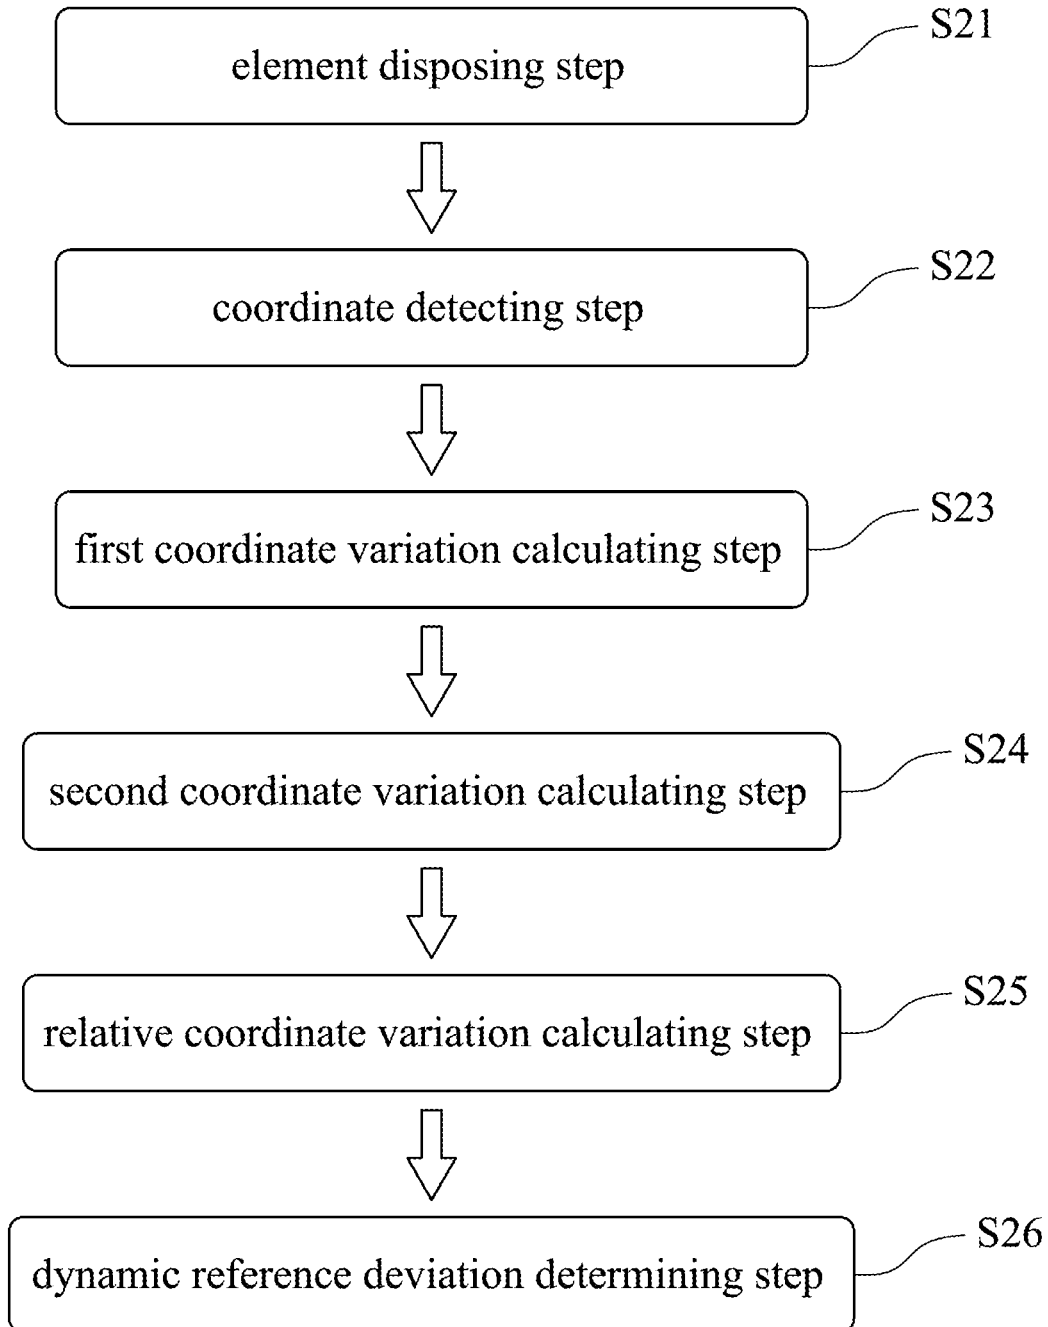 S21
element disposing step
S22
coordinate detecting step
S23
first coordinate variation calculating step
S24
second coordinate variation calculating step
S25
relative coordinate variation calculating step
S26
dynamic reference deviation determining step